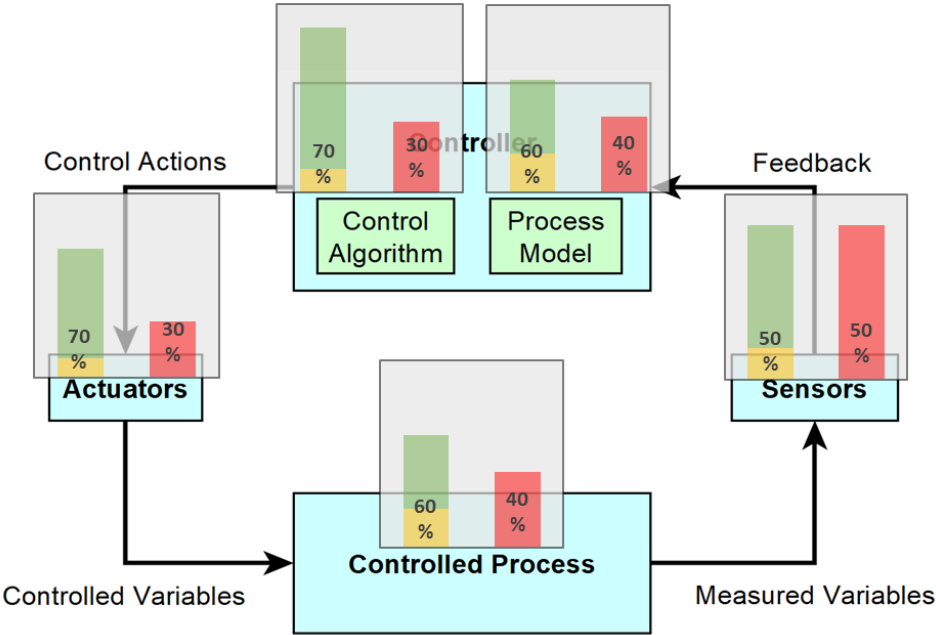 70
%
30
%
Controller
60
%
40
%
Control Actions
Feedback
Control
Algorithm
Process
Model
70
%
30
%
50
%
50
%
Actuators
Sensors
60
%
40
%
Controlled Process
Controlled Variables
Measured Variables